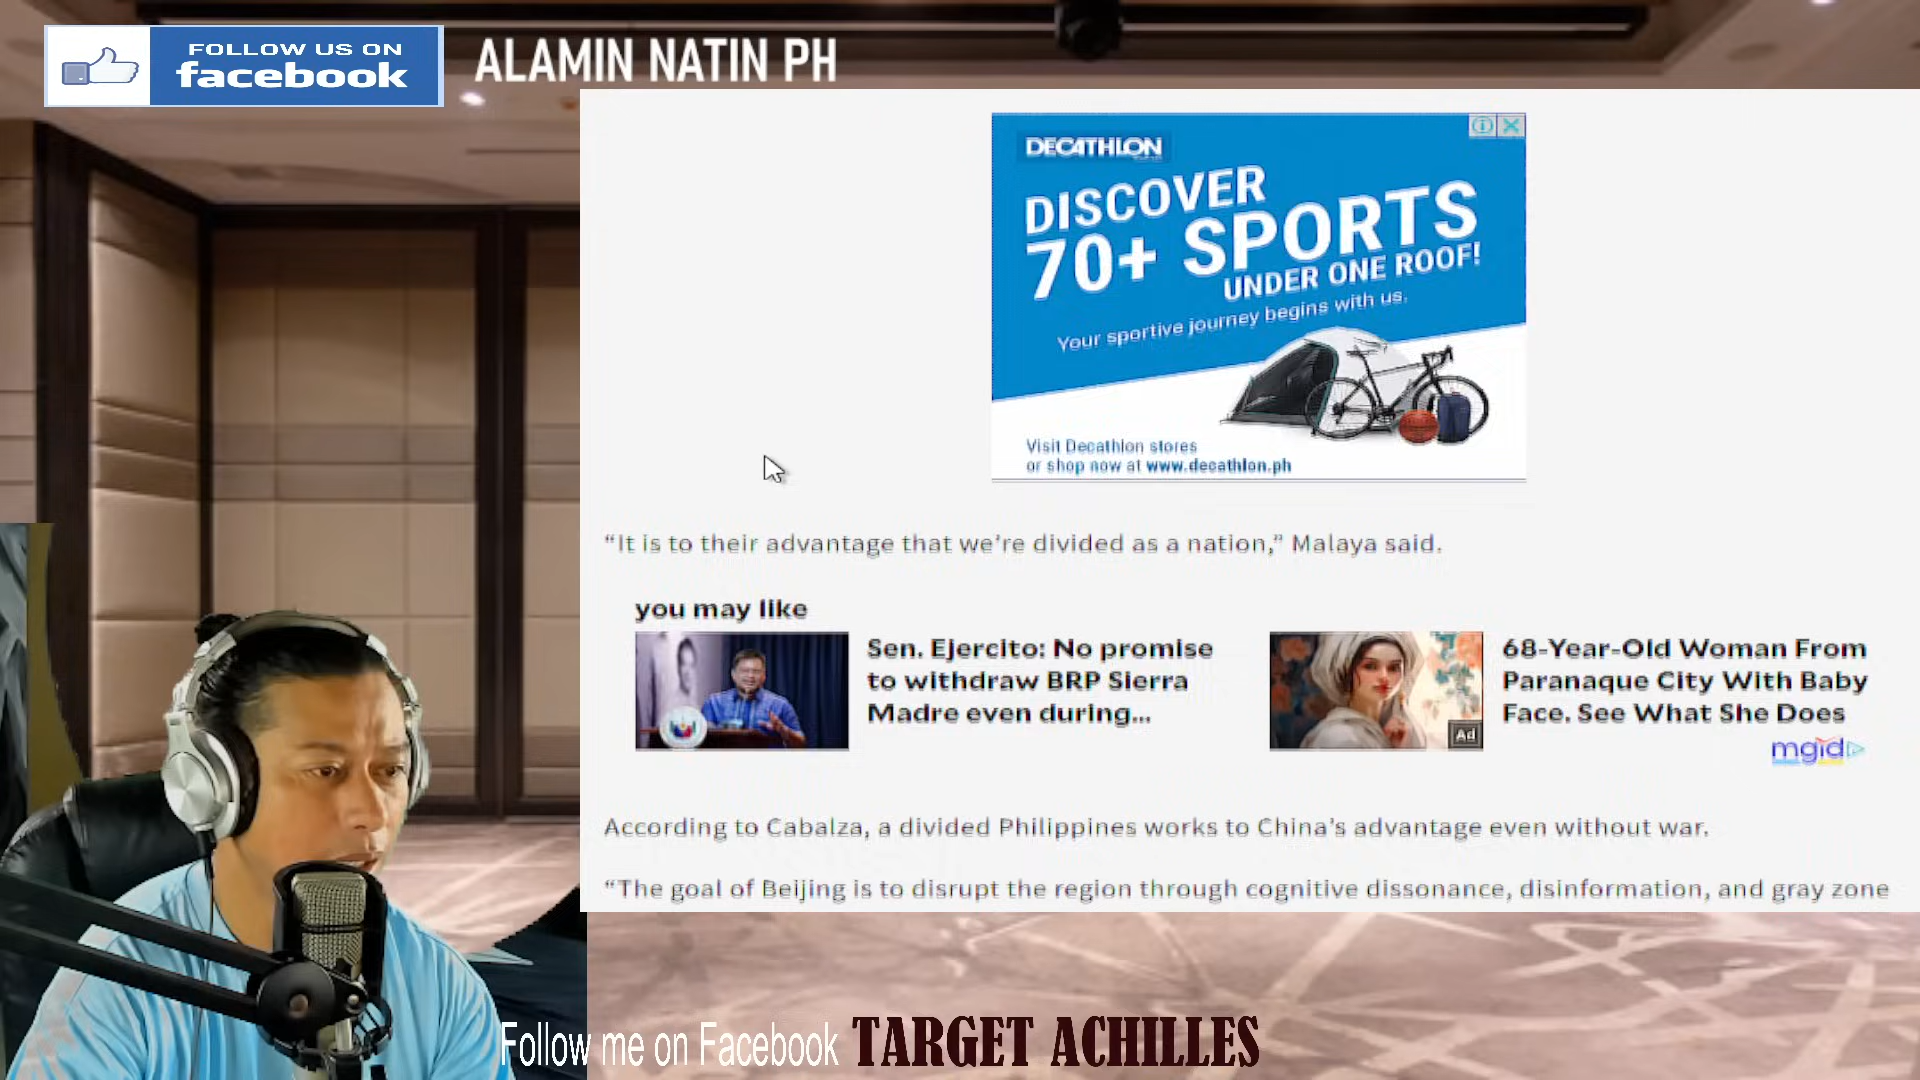 FOLLOW US ON
facebook
ALAMIN NATIN PH
DECATHLON
DISCOVER
70+ SPORTS
UNDER ONE ROOF!
Your sportive journey begins with us.
Visit Decathlon stores
or shop now at www.decathlon.ph
“It is to their advantage that we’re divided as a nation,” Malaya said.
you may like
Sen. Ejercito: No promise
to withdraw BRP Sierra
Madre even during...
68-Year-Old Woman From
Paranaque City With Baby
Face. See What She Does
Ad
mgid
According to Cabalza, a divided Philippines works to China’s advantage even without war.
“The goal of Beijing is to disrupt the region through cognitive dissonance, disinformation, and gray zone
Follow me on Facebook TARGET ACHILLES